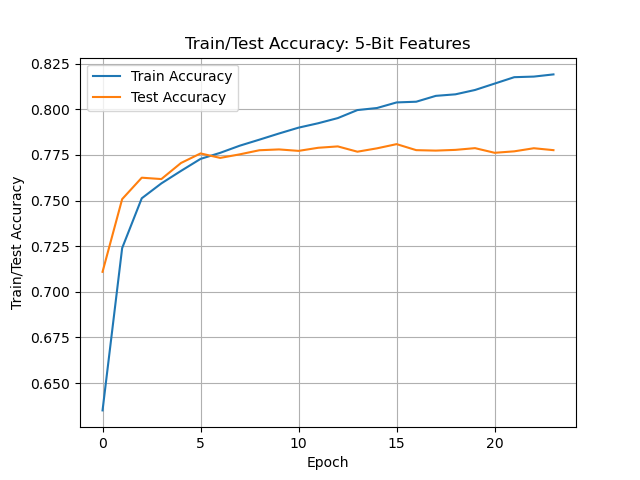 Train/Test Accuracy: 5-Bit Features
Train Accuracy
Test Accuracy
Train/Test Accuracy
0.825
0.800
0.775
0.750
0.725
0.700
0.675
0.650
0 5 10 15 20
Epoch